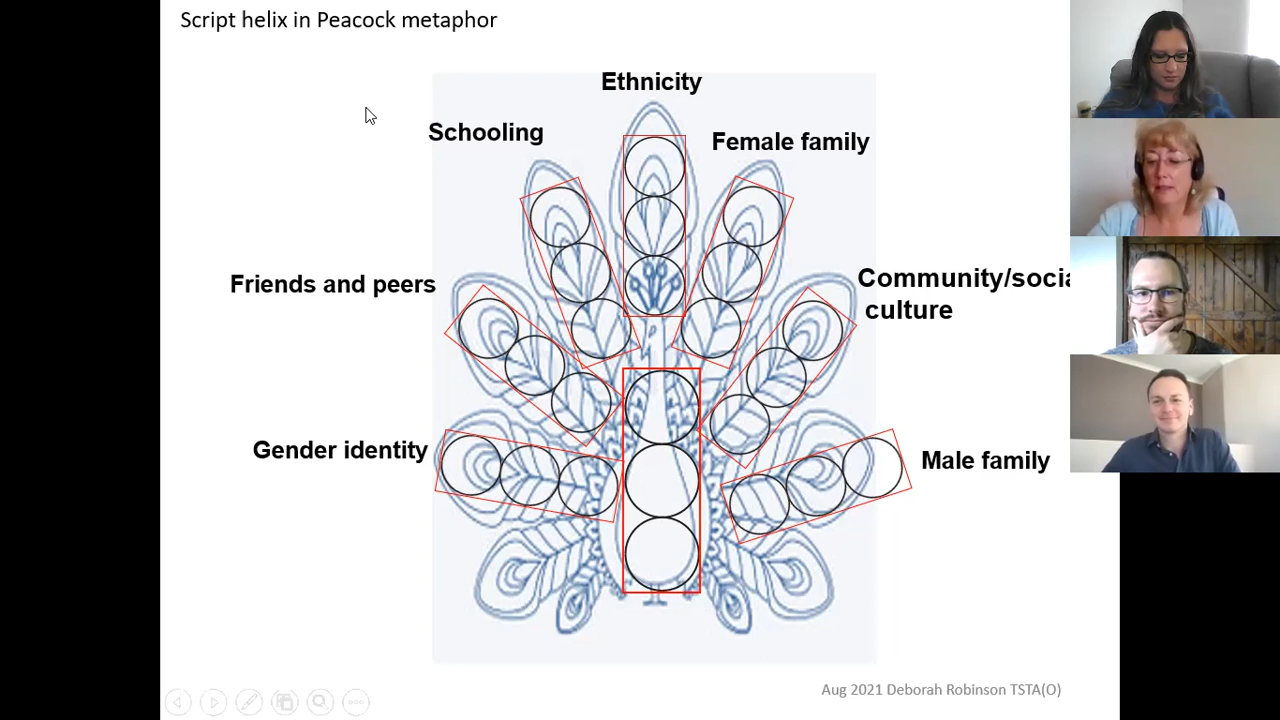 Script helix in Peacock metaphor
Ethnicity
Schooling
Female family
Friends and peers
Community/socia
culture
Gender identity
Male family
Aug 2021 Deborah Robinson TSTA(O)